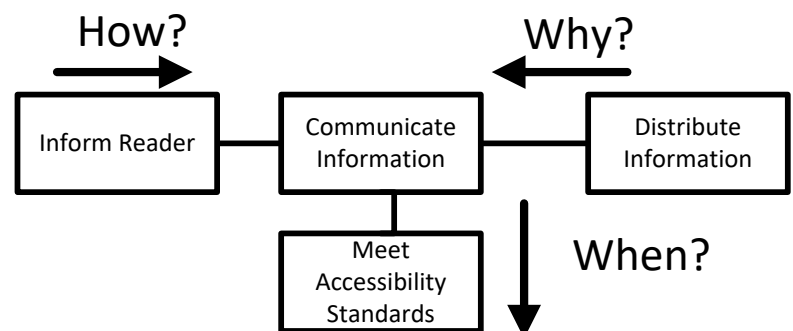 How?
Why?
Inform Reader
Communicate
Information
Distribute
Information
Meet
Accessibility
Standards
When?